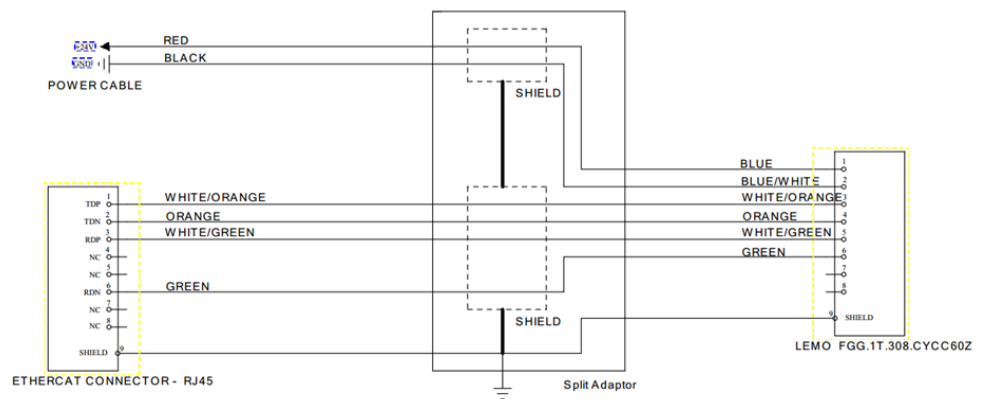 RED
+24V
BLACK
GND
POWER CABLE
SHIELD
BLUE
1
BLUE/WHITE
2
WHITE/ORANGE
WHITE/ORANGE
3
1
TDP
ORANGE
ORANGE
4
2
TDN
WHITE/GREEN
WHITE/GREEN
5
3
RDP
GREEN
6
4
NC
7
5
NC
8
GREEN
6
RDN
7
NC
8
NC
SHIELD
9
SHIELD
9
SHIELD
LEMO FGG.1T.308.CYCC60Z
ETHERCAT CONNECTOR - RJ45
Split Adaptor